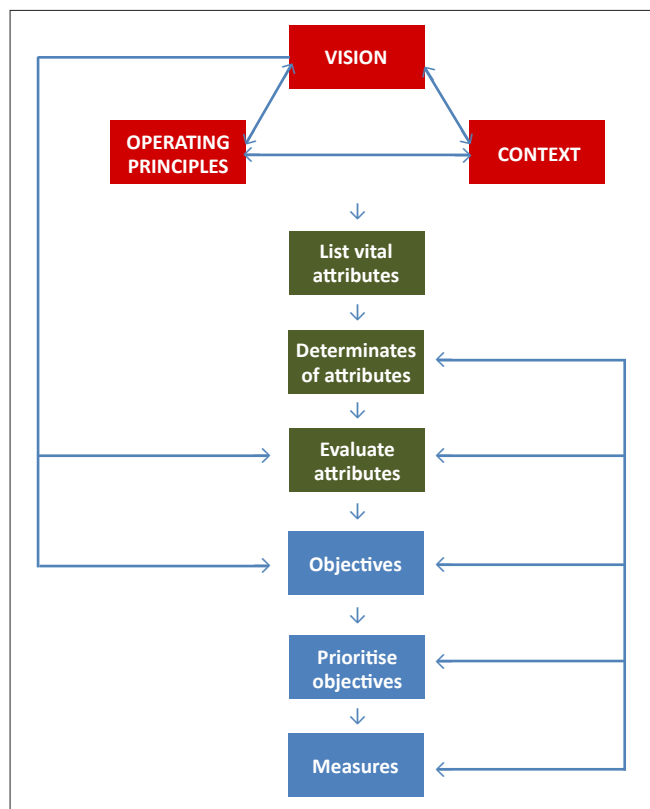 VISION
OPERATING
PRINCIPLES
CONTEXT
List vital
attributes
Determinates
of attributes
Evaluate
attributes
Objectives
Prioritise
objectives
Measures